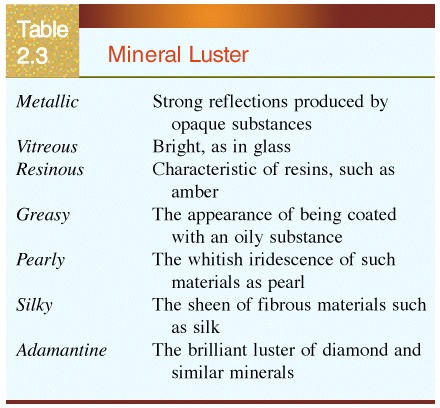 Table
2.3
Mineral Luster
Metallic Strong reflections produced by
opaque substances
Vitreous Bright, as in glass
Resinous Characteristic of resins, such as
amber
Greasy The appearance of being coated
with an oily substance
Pearly The whitish iridescence of such
materials as pearl
Silky The sheen of fibrous materials such
as silk
Adamantine The brilliant luster of diamond and
similar minerals